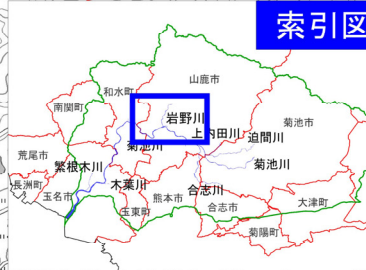 索引図
山鹿市
和水町
南関町
岩野川
上内田川
迫間川
菊池市
菊池川
荒尾市
繁根木川
菊池川
長洲町
玉名市
木葉川
合志川
玉東町
熊本市
合志市
大津町
菊陽町